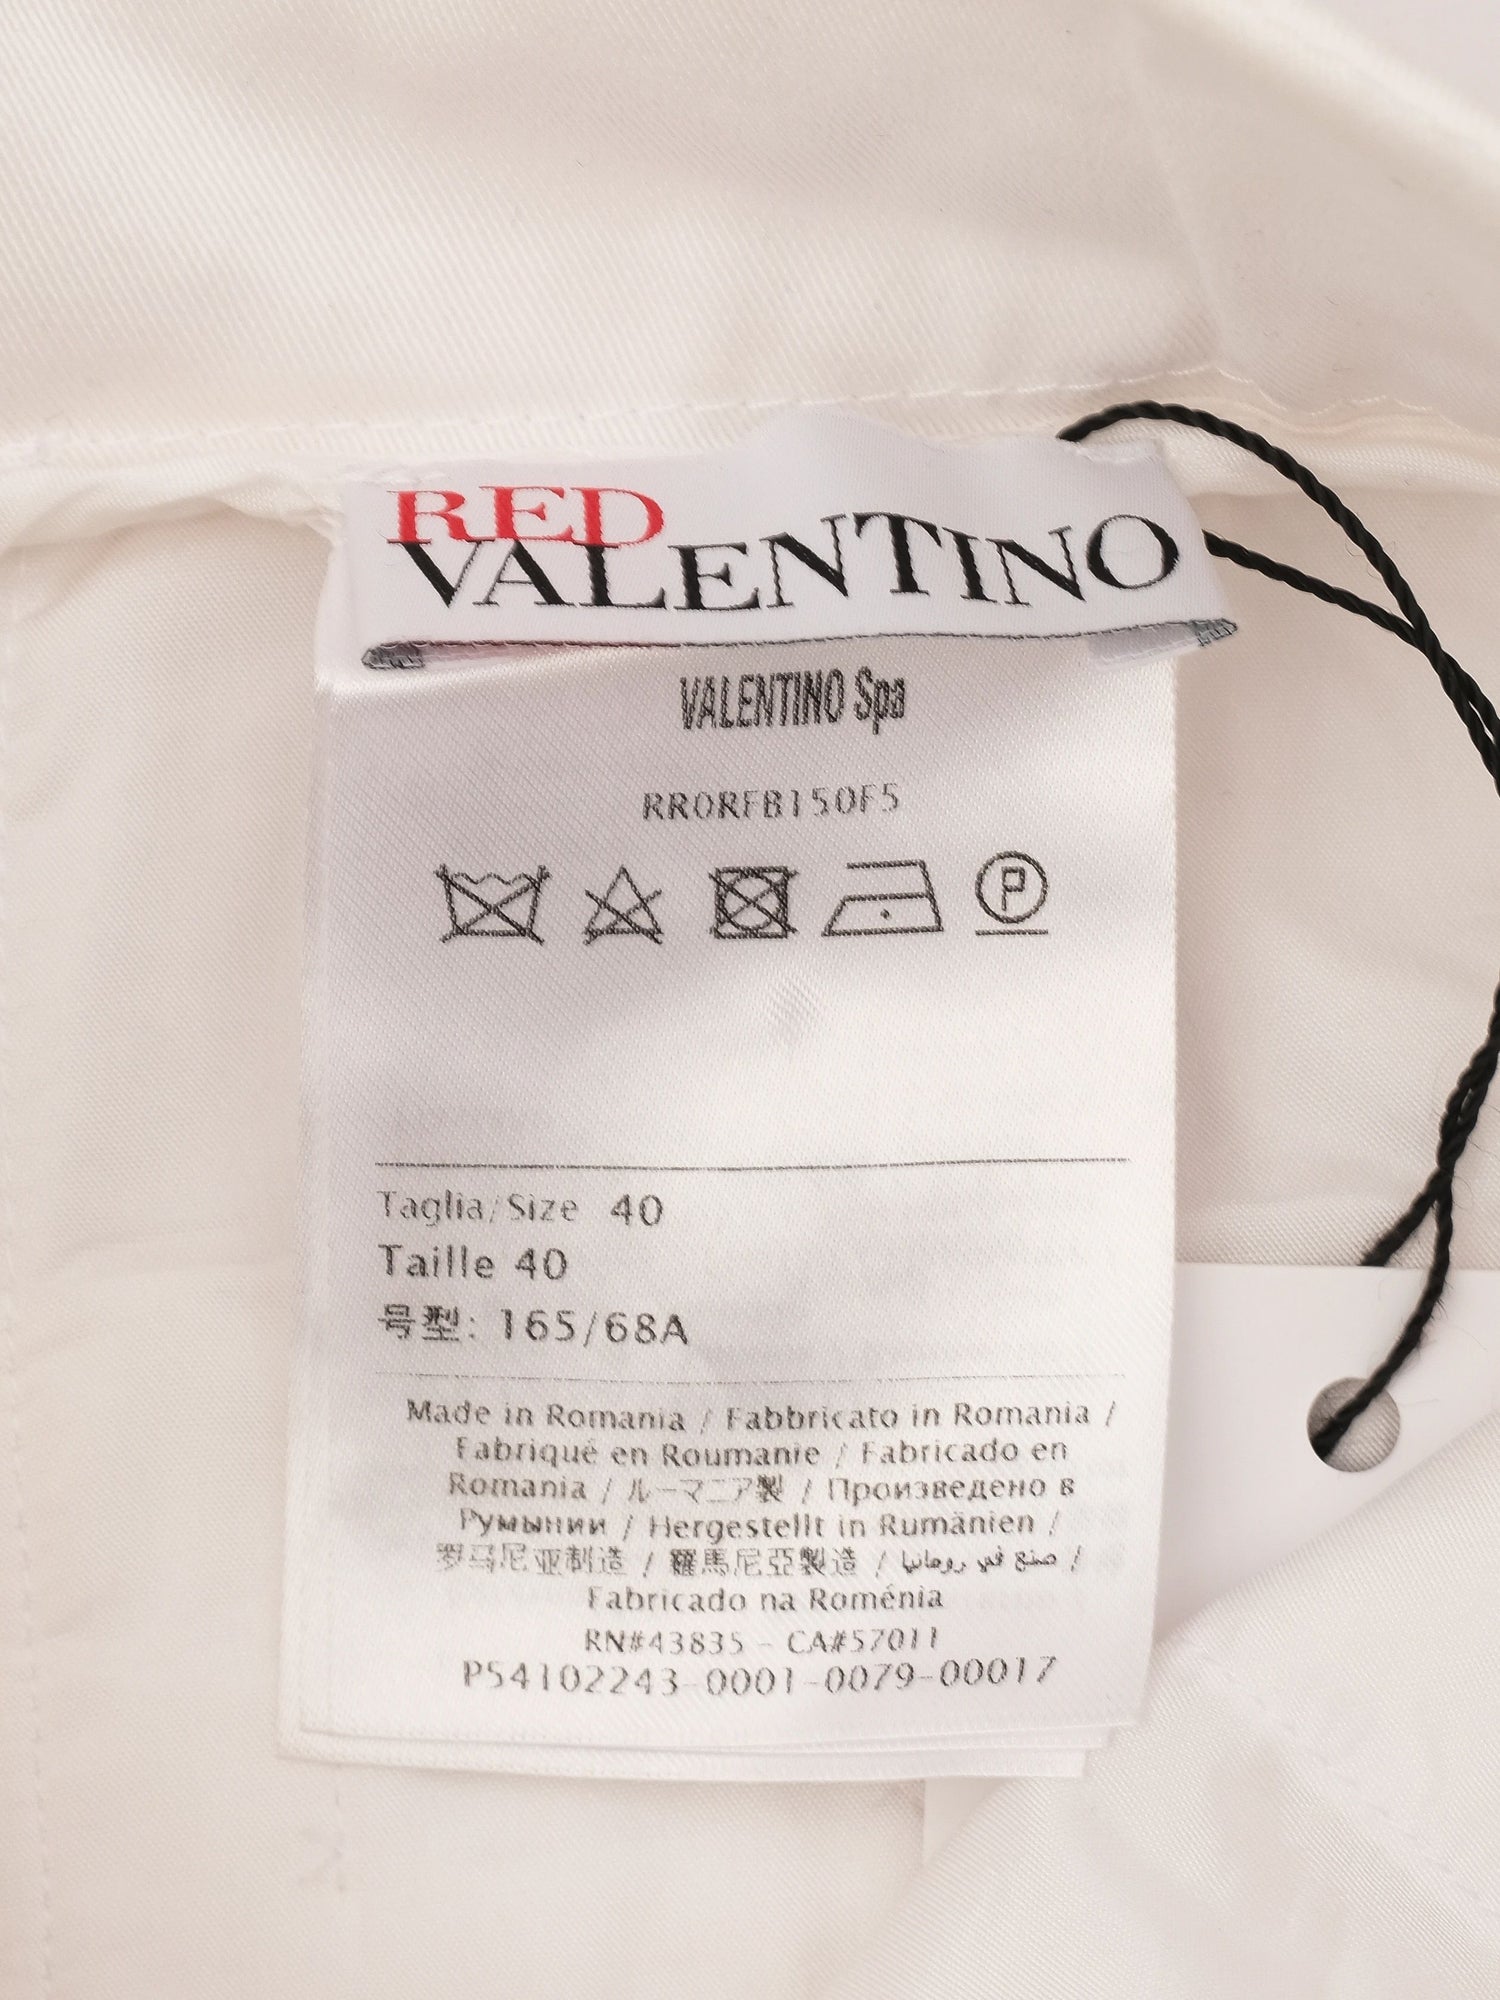 RED
VALENTINO
VALENTINO Spa
RR0RFB150F5
P
Taglia/Size 40
Taille 40
号型: 165/68A
Made in Romania / Fabbricato in Romania /
Fabriqué en Roumanie / Fabricado en
Romania / ルーマニア製 / Произведено в
Румынии / Hergestellt in Rumänien /
罗马尼亚制造 / 羅馬尼亞製造 / صنع في رومانيا /
Fabricado na Roménia
RN#43835 - CA#57011
P54102243-0001-0079-00017